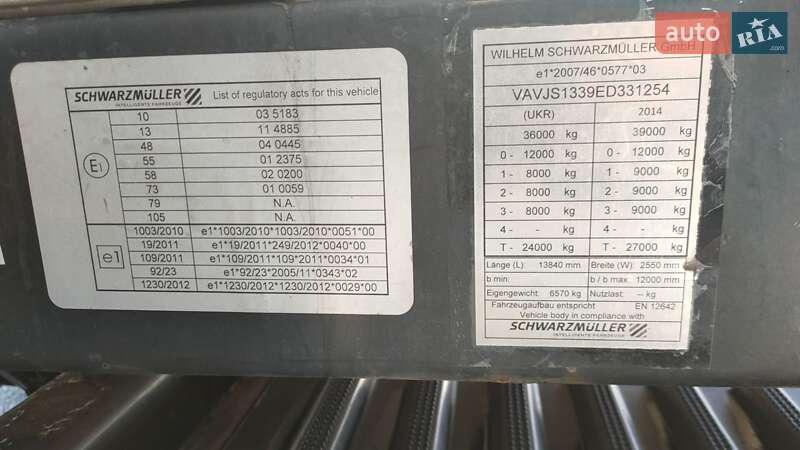 SCHWARZMÜLLER List of regulatory acts for this vehicle
INTELLIGENTE FAHRZEUGE
E1
10 03 5183
13 11 4885
48 04 0445
55 01 2375
58 02 0200
73 01 0059
79 N.A.
105 N.A.
e1
1003/2010 e1*1003/2010*1003/2010*0051*00
19/2011 e1*19/2011*249/2012*0040*00
109/2011 e1*109/2011*109*2011*0034*01
92/23 e1*92/23*2005/11*0343*02
1230/2012 e1*1230/2012*1230/2012*0029*00
WILHELM SCHWARZMÜLLER GmbH
e1*2007/46*0577*03
VAVJS1339ED331254
(UKR) 2014
36000 kg 39000 kg
0 - 12000 kg 0 - 12000 kg
1 - 8000 kg 1 - 9000 kg
2 - 8000 kg 2 - 9000 kg
3 - 8000 kg 3 - 9000 kg
4 - kg 4 - kg
T - 24000 kg T - 27000 kg
Länge (L): 13840 mm Breite (W): 2550 mm
b min: b / b max: 12000 mm
Eigengewicht: 6570 kg Nutzlast: -- kg
Fahrzeugaufbau entspricht EN 12642
Vehicle body in compliance with
SCHWARZMÜLLER
INTELLIGENTE FAHRZEUGE
auto RIA
.com